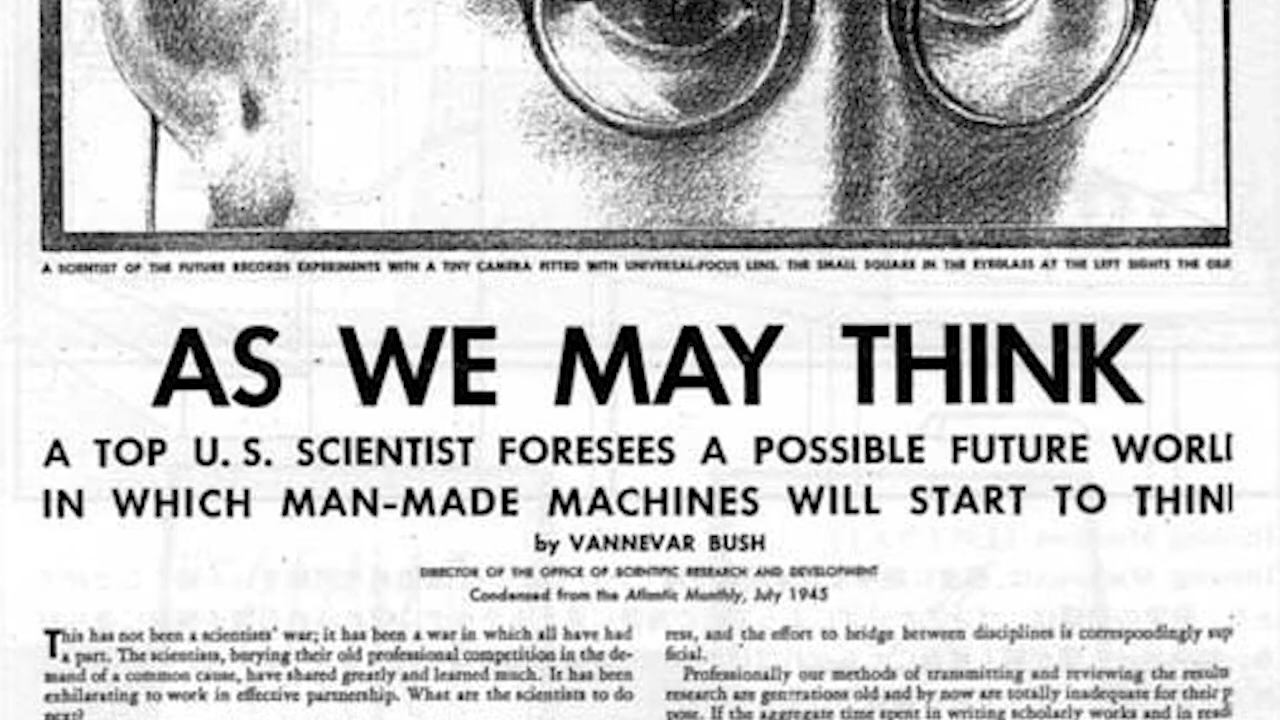 A SCIENTIST OF THE FUTURE RECORDS EXPERIMENTS WITH A TINY CAMERA FITTED WITH UNIVERSAL-FOCUS LENS. THE SMALL SQUARE IN THE EYEGLASS AT THE LEFT SIGHTS THE
AS WE MAY THINK
A TOP U. S. SCIENTIST FORESEES A POSSIBLE FUTURE WORL
IN WHICH MAN-MADE MACHINES WILL START TO THIN
by VANNEVAR BUSH
DIRECTOR OF THE OFFICE OF SCIENTIFIC RESEARCH AND DEVELOPMENT
Condensed from the Atlantic Monthly, July 1945
This has not been a scientists' war; it has been a war in which all have had
a part. The scientists, burying their old professional competition in the de-
mand of a common cause, have shared greatly and learned much. It has been
exhilarating to work in effective partnership. What are the scientists to do
next?
ress, and the effort to bridge between disciplines is correspondingly sup
ficial.
Professionally our methods of transmitting and reviewing the results
research are generations old and by now are totally inadequate for their p
pose. If the aggregate time spent in writing scholarly works and in readi